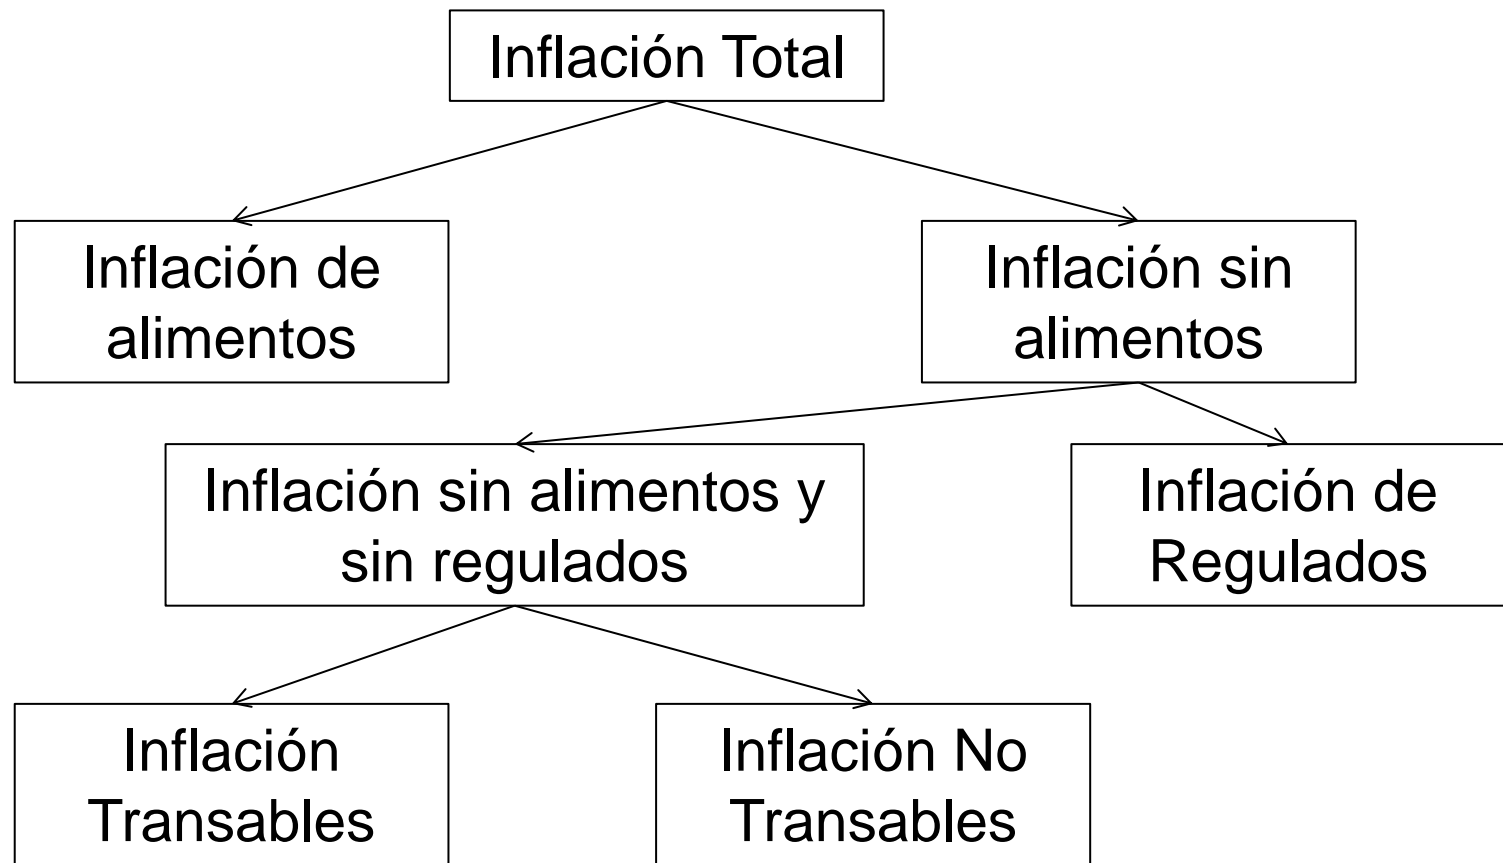 Inflación Total
Inflación de
alimentos
Inflación sin
alimentos
Inflación sin alimentos y
sin regulados
Inflación de
Regulados
Inflación
Transables
Inflación No
Transables